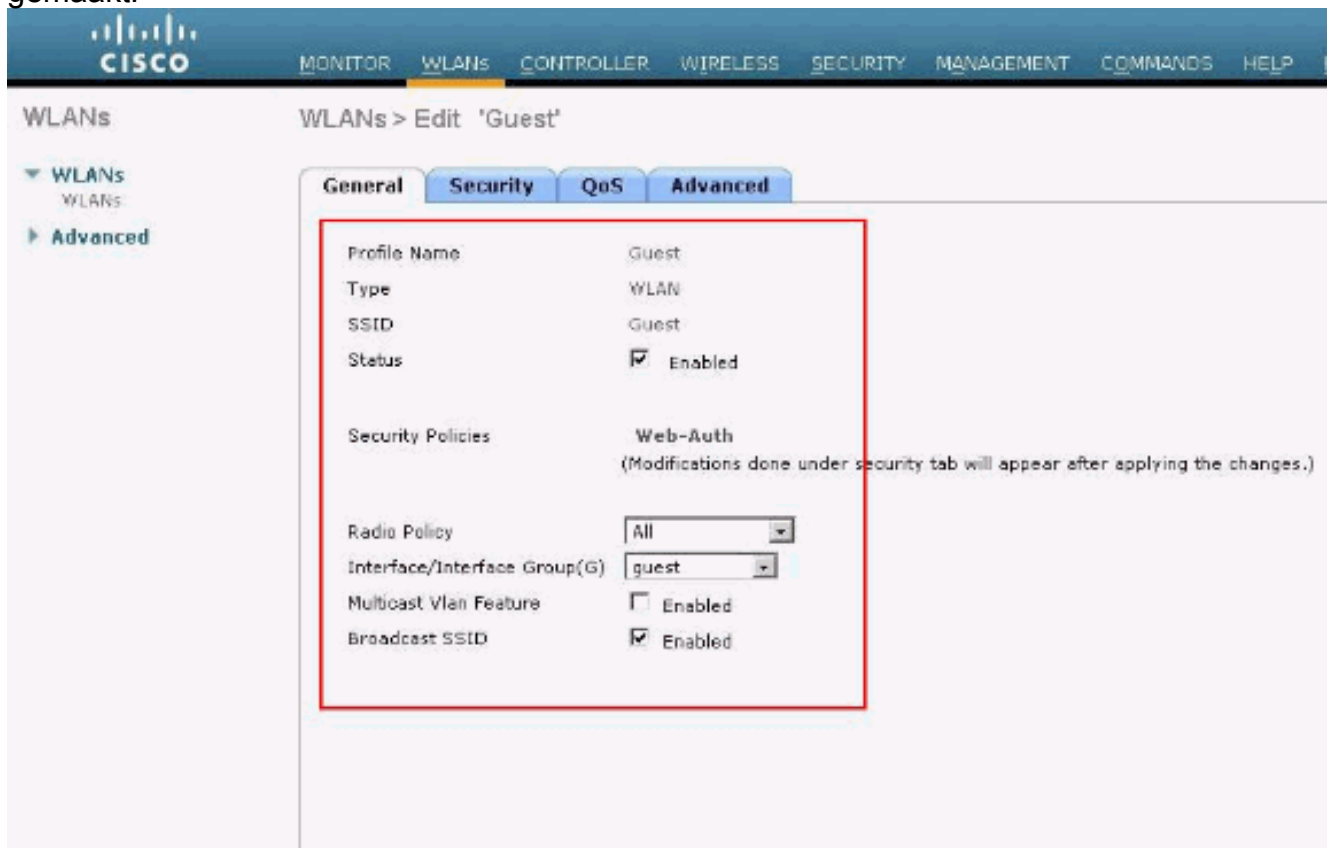 gemaakt.
CISCO
MONITOR WLANs CONTROLLER WIRELESS SECURITY MANAGEMENT COMMANDS HELP
WLANs
WLANs > Edit 'Guest'
WLANs
WLANs
Advanced
General Security QoS Advanced
Profile Name Guest
Type WLAN
SSID Guest
Status Enabled
Security Policies Web-Auth
(Modifications done under security tab will appear after applying the changes.)
Radio Policy All
Interface/Interface Group(G) guest
Multicast Vlan Feature Enabled
Broadcast SSID Enabled